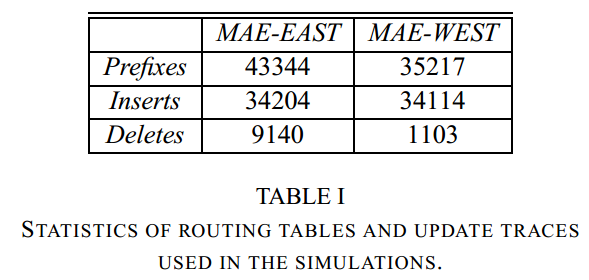 MAE-EAST MAE-WEST
Prefixes 43344 35217
Inserts 34204 34114
Deletes 9140 1103
TABLE I
STATISTICS OF ROUTING TABLES AND UPDATE TRACES
USED IN THE SIMULATIONS.